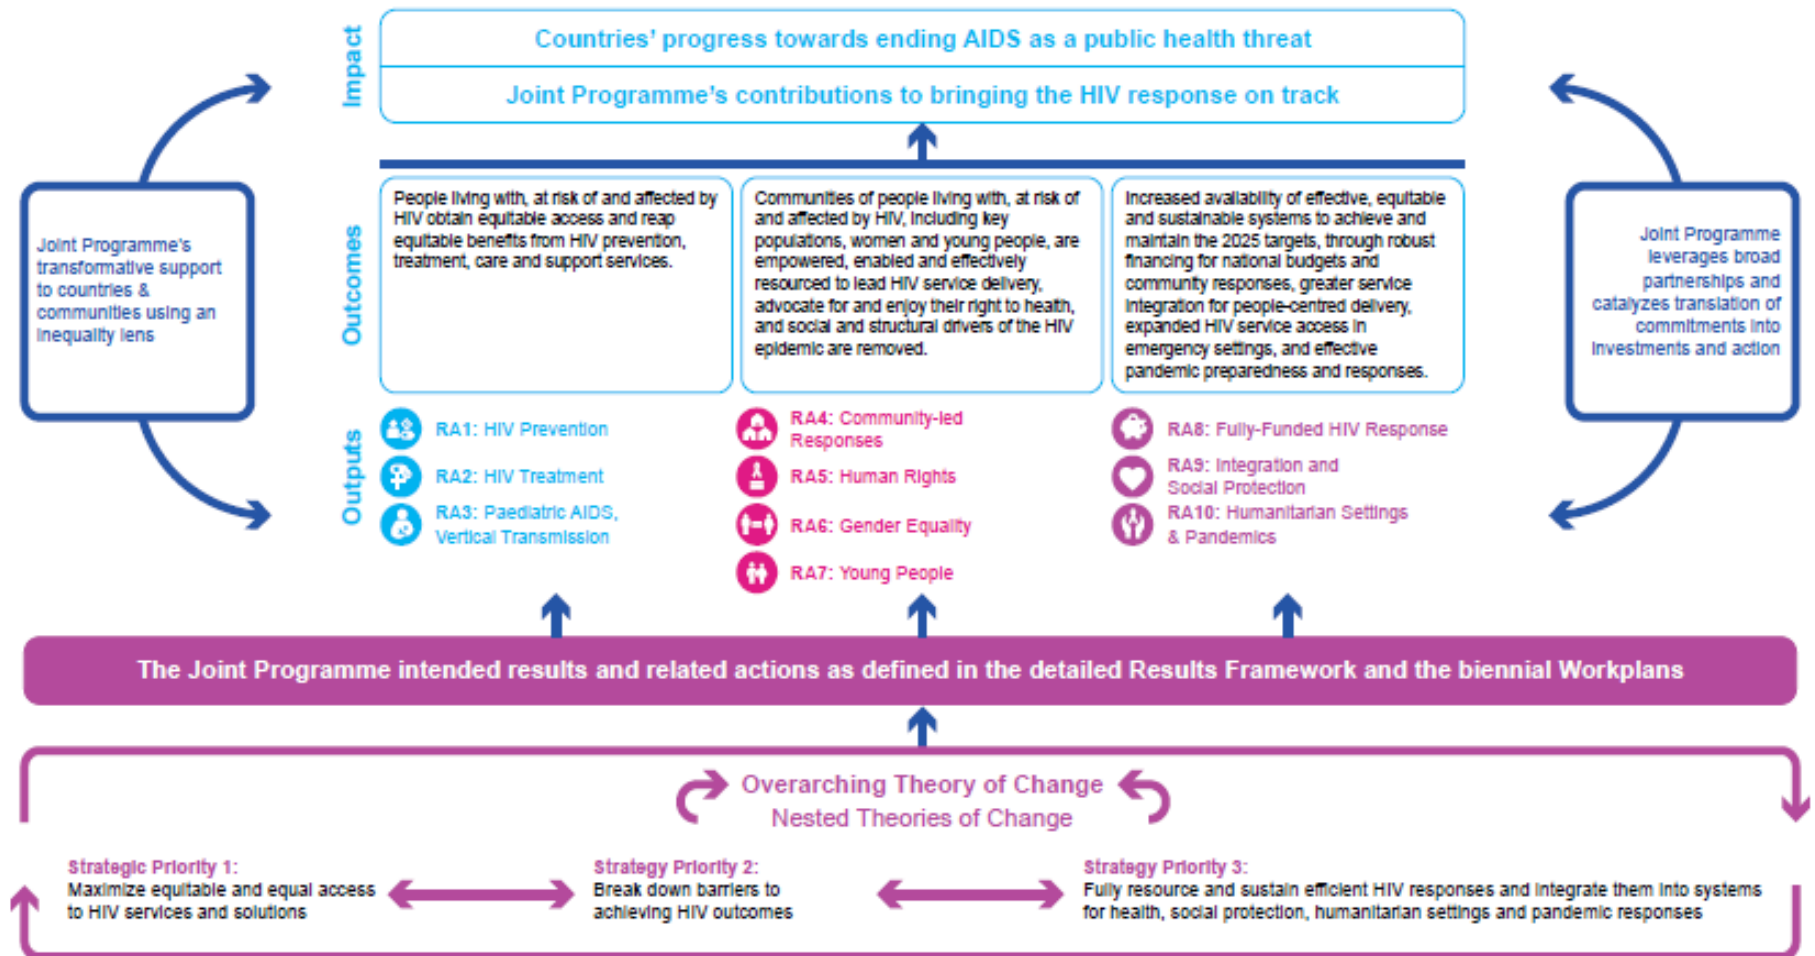 Impact
Countries' progress towards ending AIDS as a public health threat
Joint Programme's contributions to bringing the HIV response on track
Joint Programme's
transformative support
to countries &
communities using an
inequality lens
Outcomes
People living with, at risk of and affected by
HIV obtain equitable access and reap
equitable benefits from HIV prevention,
treatment, care and support services.
Communities of people living with, at risk of
and affected by HIV, including key
populations, women and young people, are
empowered, enabled and effectively
resourced to lead HIV service delivery,
advocate for and enjoy their right to health,
and social and structural drivers of the HIV
epidemic are removed.
Increased availability of effective, equitable
and sustainable systems to achieve and
maintain the 2025 targets, through robust
financing for national budgets and
community responses, greater service
integration for people-centred delivery,
expanded HIV service access in
emergency settings, and effective
pandemic preparedness and responses.
Joint Programme
leverages broad
partnerships and
catalyzes translation of
commitments into
investments and action
Outputs
RA1: HIV Prevention
RA2: HIV Treatment
RA3: Paediatric AIDS,
Vertical Transmission
RA4: Community-led
Responses
RA5: Human Rights
RA6: Gender Equality
RA7: Young People
RA8: Fully-Funded HIV Response
RA9: Integration and
Social Protection
RA10: Humanitarian Settings
& Pandemics
The Joint Programme intended results and related actions as defined in the detailed Results Framework and the biennial Workplans
Overarching Theory of Change
Nested Theories of Change
Strategic Priority 1:
Maximize equitable and equal access
to HIV services and solutions
Strategy Priority 2:
Break down barriers to
achieving HIV outcomes
Strategy Priority 3:
Fully resource and sustain efficient HIV responses and integrate them into systems
for health, social protection, humanitarian settings and pandemic responses